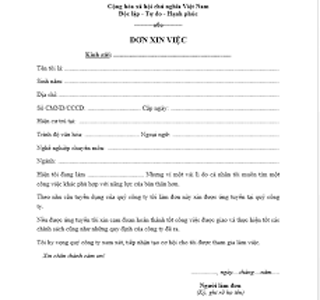 Cộng hòa xã hội chủ nghĩa Việt Nam
Độc lập - Tự do - Hạnh phúc
ĐƠN XIN VIỆC
Kính gửi:
Tên tôi là:
Sinh năm:
Địa chỉ:
Số CMND/CCCD: Cấp ngày:
Hiện cư trú tại:
Trình độ văn hóa: Ngoại ngữ:
Nghề nghiệp chuyên môn:
Ngành:
Hiện tôi đang làm Nhưng vì một vài lí do cá nhân tôi muốn tìm một
công việc khác phù hợp với năng lực của bản thân hơn.
Theo nhu cầu tuyển dụng của quý công ty tôi làm đơn này xin được ứng tuyển tại quý công
ty.
Nếu được ứng tuyển tôi xin cam đoan hoàn thành tốt công việc được giao và thực hiện tốt các
chính sách cũng như những quy định của công ty đã ra.
Tôi hy vọng quý công ty xem xét, tiếp nhận tạo cơ hội cho tôi được tham gia làm việc.
Xin chân thành cảm ơn!
........, ngày...tháng...năm....
Người làm đơn
(Ký, ghi rõ họ tên)